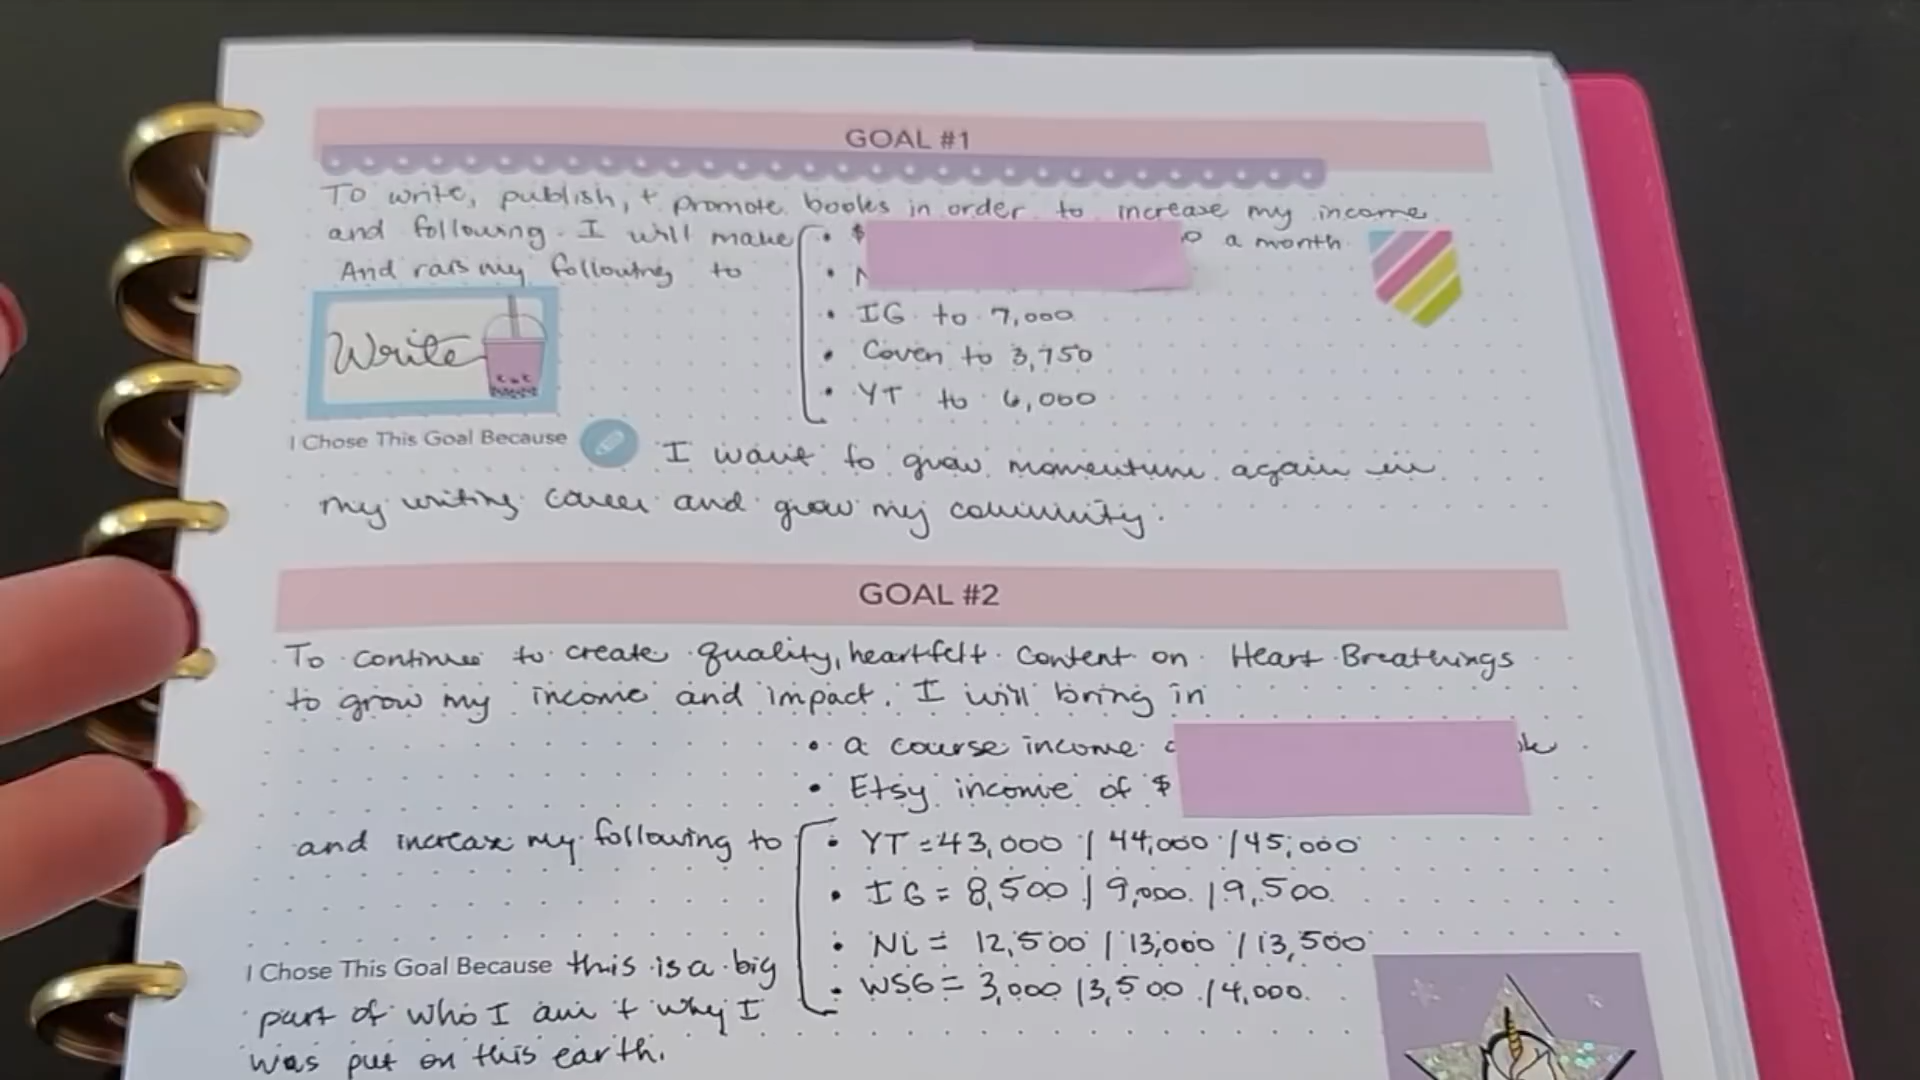 GOAL #1
To write, publish, + promote books in order to increase my income
and following. I will make • $ a month
And rais my following to • N
• IG to 7,000
Write
• Coven to 3,750
• YT to 6,000
I Chose This Goal Because I want to grow momentum again in
my writing career and grow my community.
GOAL #2
To continue to create quality, heartfelt content on Heart Breathings
to grow my income and impact. I will bring in
• a course income
• Etsy income of $
and increase my following to • YT = 43,000 / 44,000 / 45,000
• IG = 8,500 / 9,000 / 9,500
• NL = 12,500 / 13,000 / 13,500
I Chose This Goal Because this is a big
• WSG = 3,000 / 3,500 / 4,000
part of who I am + why I
was put on this earth.